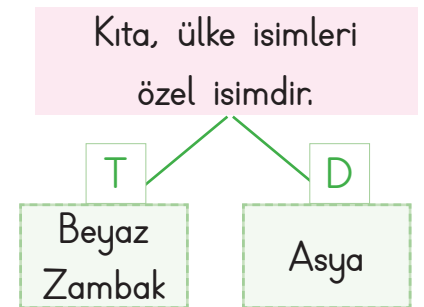 Kıta, ülke isimleri
özel isimdir.
T
D
Beyaz
Zambak
Asya